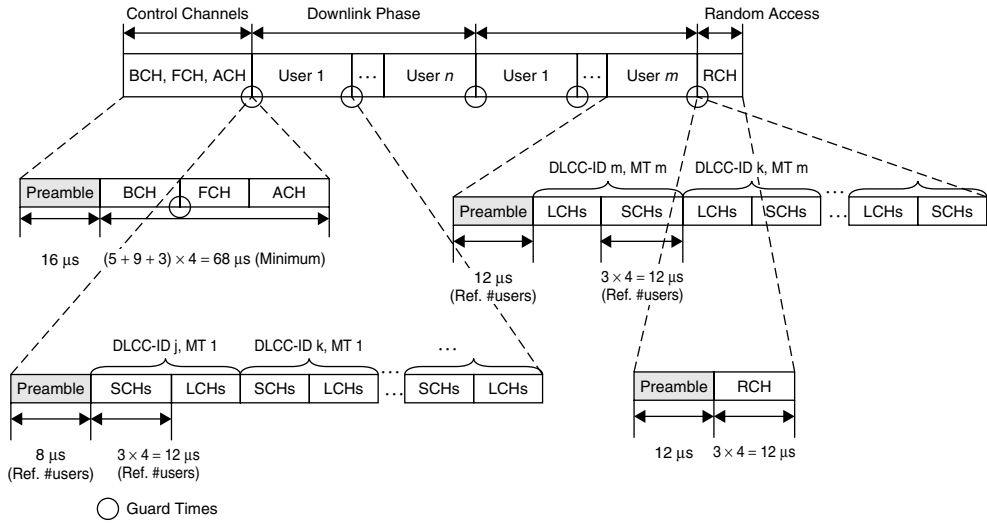 Control Channels Downlink Phase Random Access
BCH, FCH, ACH User 1 ... User n User 1 ... User m RCH
DLCC-ID m, MT m DLCC-ID k, MT m ...
Preamble BCH FCH ACH
Preamble LCHs SCHs LCHs SCHs ... LCHs SCHs
16 μs (5 + 9 + 3) × 4 = 68 μs (Minimum)
12 μs (Ref. #users)
3 × 4 = 12 μs (Ref. #users)
DLCC-ID j, MT 1 DLCC-ID k, MT 1 ...
Preamble SCHs LCHs SCHs LCHs ... SCHs LCHs
Preamble RCH
8 μs (Ref. #users)
3 × 4 = 12 μs (Ref. #users)
12 μs 3 × 4 = 12 μs
Guard Times